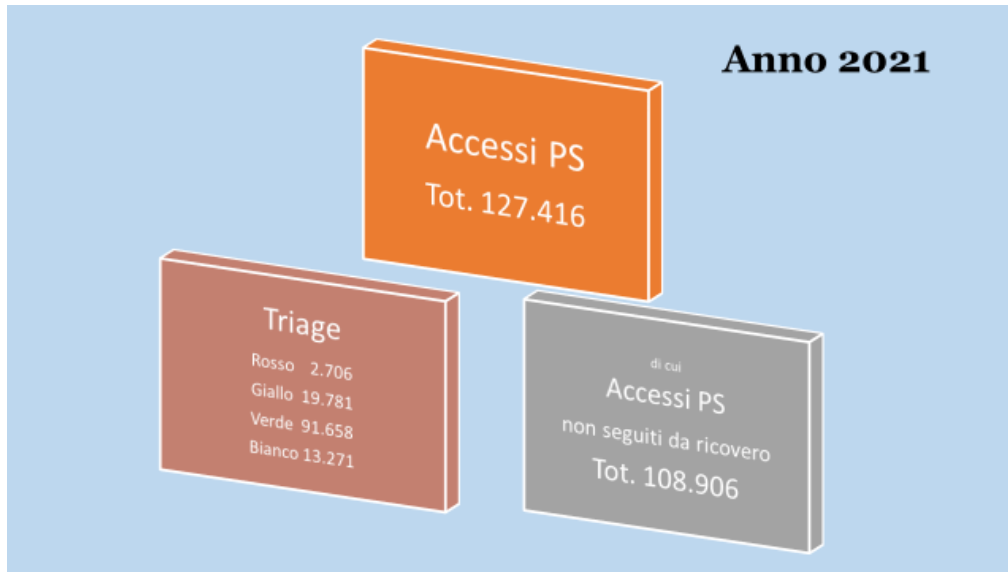 Anno 2021
Accessi PS
Tot. 127.416
Triage
Rosso 2.706
Giallo 19.781
Verde 91.658
Bianco 13.271
di cui
Accessi PS
non seguiti da ricovero
Tot. 108.906